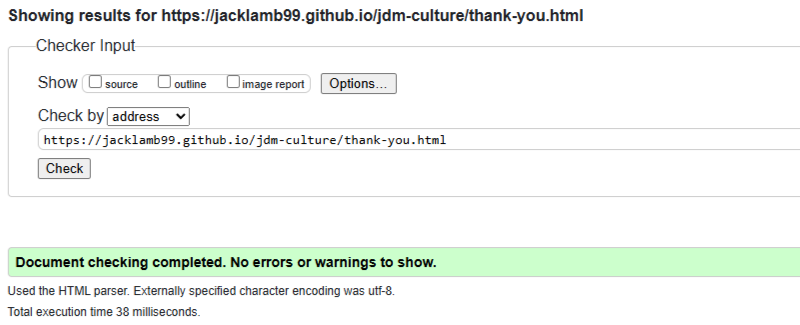 Showing results for https://jacklamb99.github.io/jdm-culture/thank-you.html
Checker Input
Show source outline image report Options...
Check by address
https://jacklamb99.github.io/jdm-culture/thank-you.html
Check
Document checking completed. No errors or warnings to show.
Used the HTML parser. Externally specified character encoding was utf-8.
Total execution time 38 milliseconds.